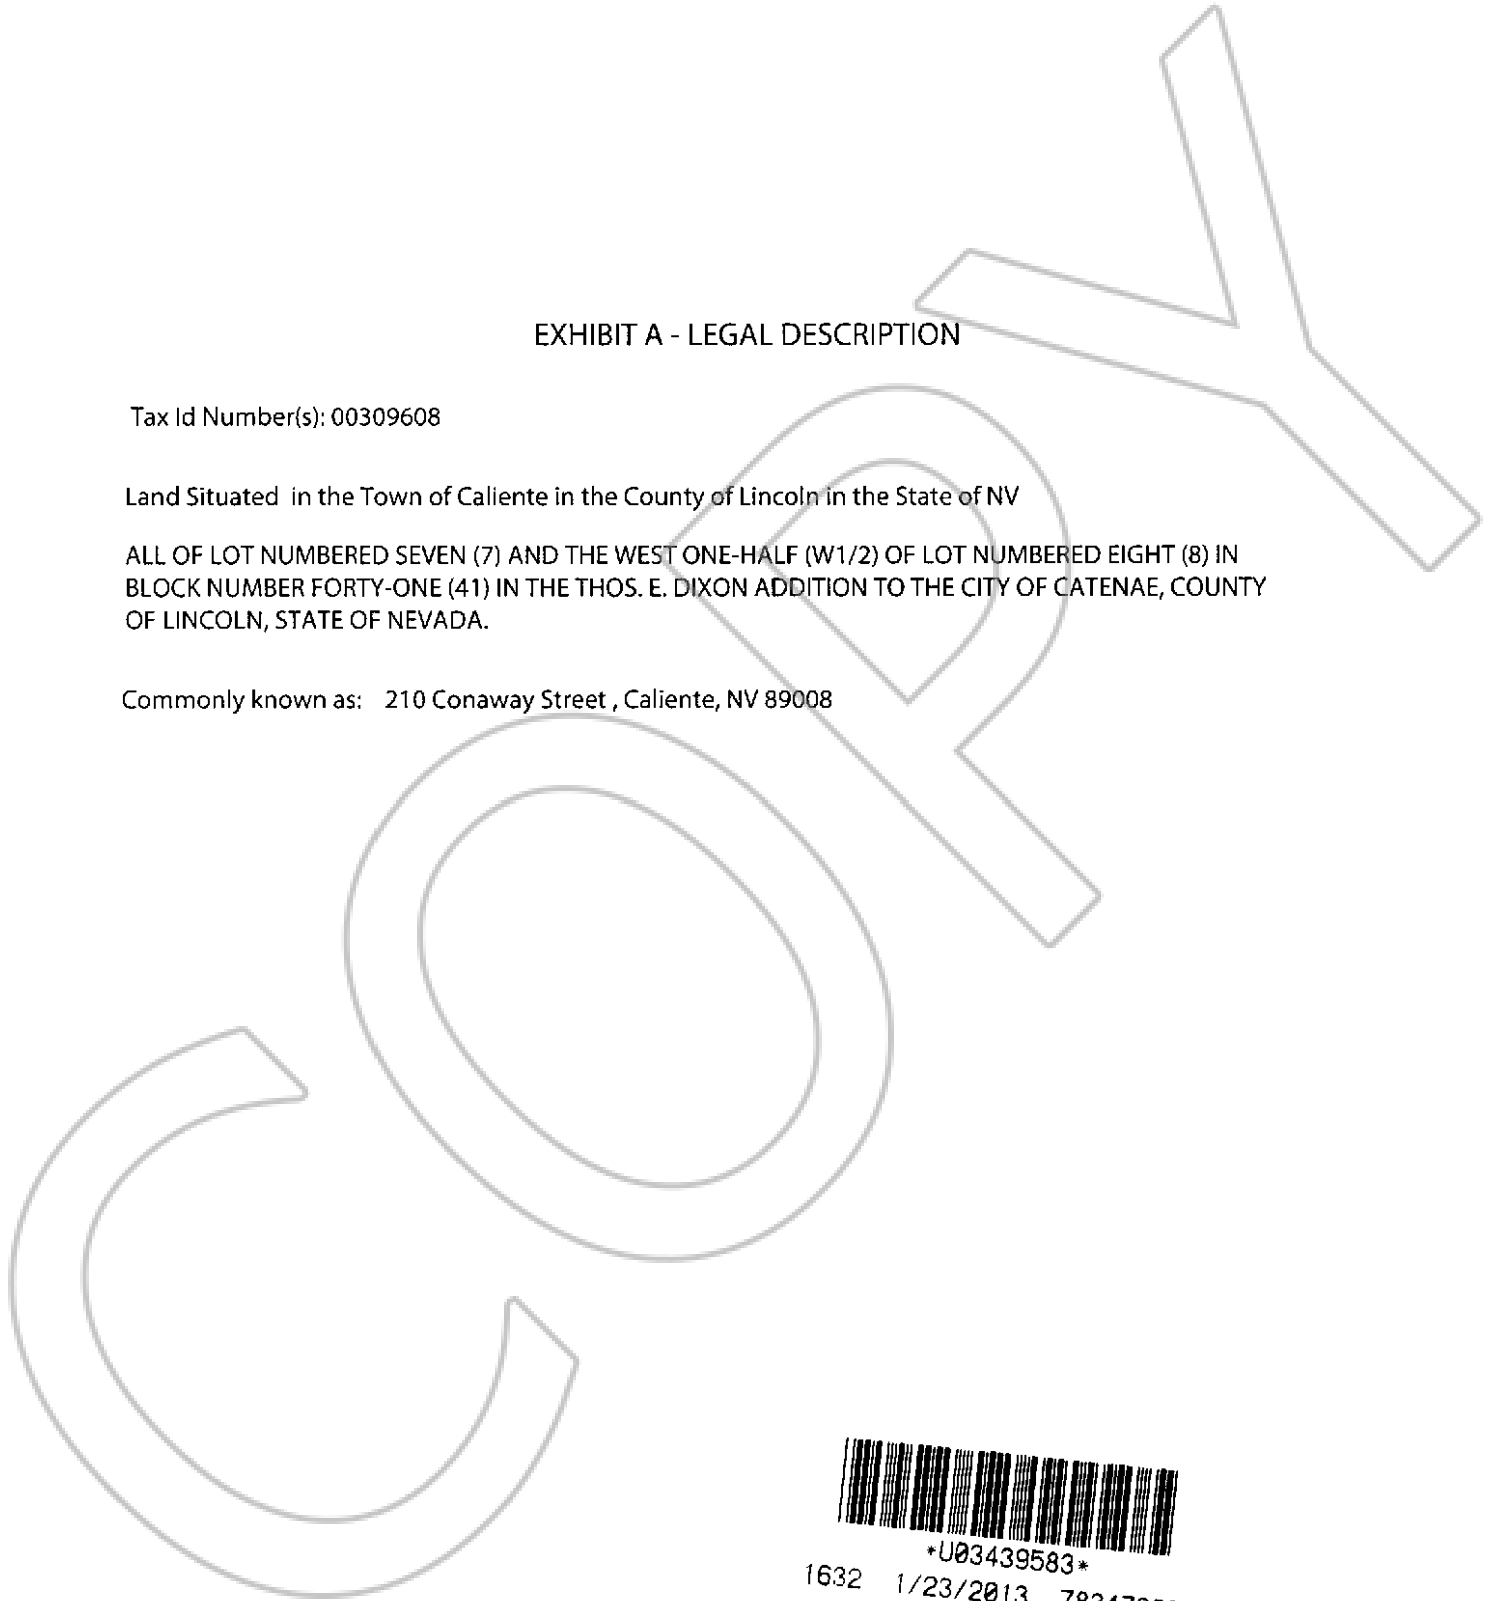 EXHIBIT A - LEGAL DESCRIPTION
Tax Id Number(s): 00309608
Land Situated in the Town of Caliente in the County of Lincoln in the State of NV
ALL OF LOT NUMBERED SEVEN (7) AND THE WEST ONE-HALF (W1/2) OF LOT NUMBERED EIGHT (8) IN
BLOCK NUMBER FORTY-ONE (41) IN THE THOS. E. DIXON ADDITION TO THE CITY OF CATENAE, COUNTY
OF LINCOLN, STATE OF NEVADA.
Commonly known as: 210 Conaway Street , Caliente, NV 89008
COPY
*U03439583*
1632 1/23/2013